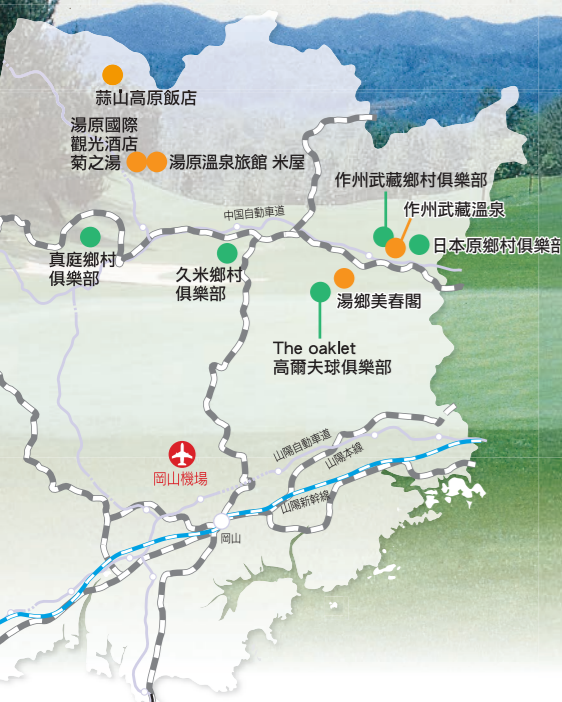 蒜山高原飯店
湯原國際
觀光酒店
菊之湯
湯原溫泉旅館 米屋
作州武藏鄉村俱樂部
作州武藏溫泉
中国自動車道
日本原鄉村俱樂部
真庭鄉村
俱樂部
久米鄉村
俱樂部
湯鄉美春閣
The oaklet
高爾夫球俱樂部
山陽自動車道
山陽本線
岡山機場
山陽新幹線
岡山